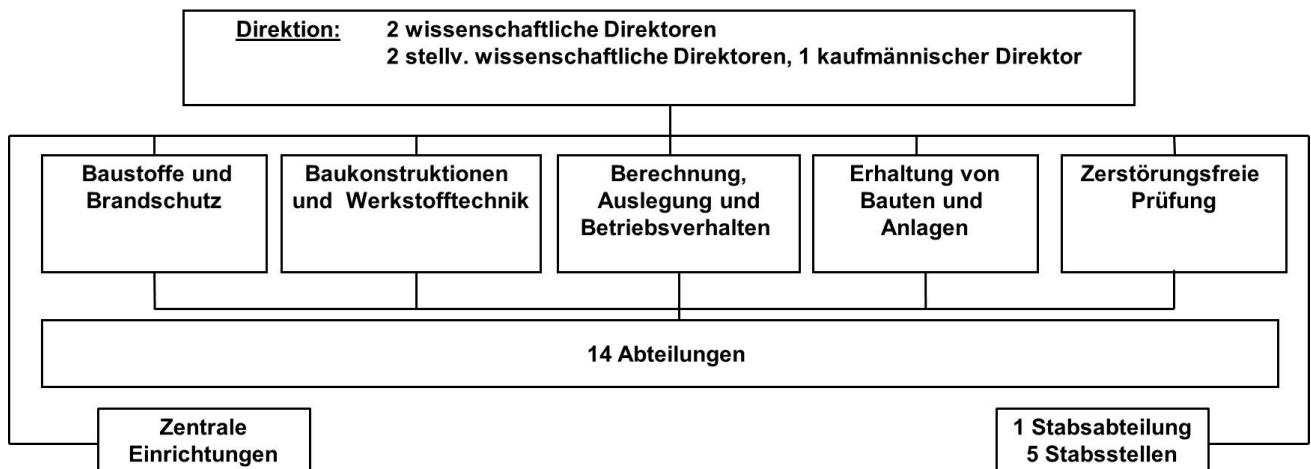 Direktion: 2 wissenschaftliche Direktoren
2 stellv. wissenschaftliche Direktoren, 1 kaufmännischer Direktor
Baustoffe und
Brandschutz
Baukonstruktionen
und Werkstofftechnik
Berechnung,
Auslegung und
Betriebsverhalten
Erhaltung von
Bauten und
Anlagen
Zerstörungsfreie
Prüfung
14 Abteilungen
Zentrale
Einrichtungen
1 Stabsabteilung
5 Stabsstellen